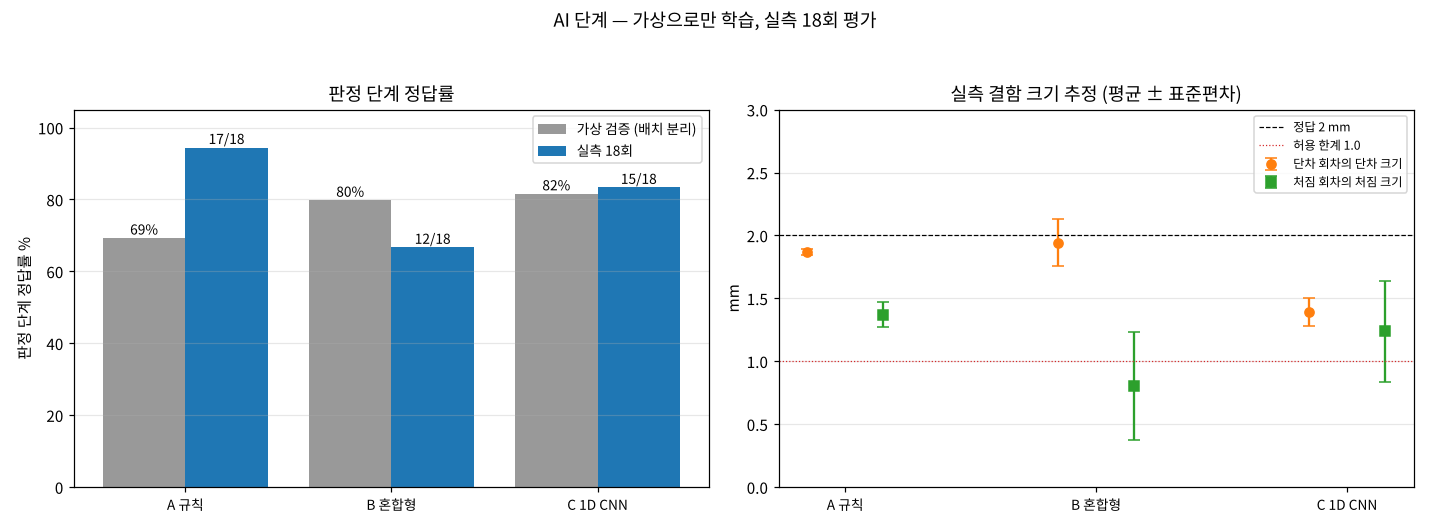 AI 단계 — 가상으로만 학습, 실측 18회 평가
판정 단계 정답률
판정 단계 정답률 %
100
80
60
40
20
0
69%
17/18
80%
12/18
82%
15/18
가상 검증 (배치 분리)
실측 18회
A 규칙
B 혼합형
C 1D CNN
실측 결함 크기 추정 (평균 ± 표준편차)
mm
3.0
2.5
2.0
1.5
1.0
0.5
0.0
정답 2 mm
허용 한계 1.0
단차 회차의 단차 크기
처짐 회차의 처짐 크기
A 규칙
B 혼합형
C 1D CNN